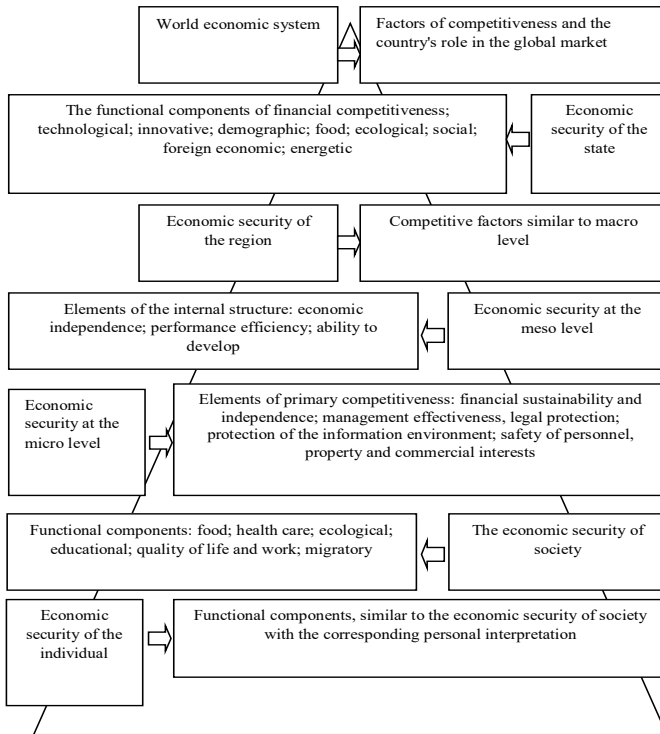 World economic system
Factors of competitiveness and the
country's role in the global market
The functional components of financial competitiveness;
technological; innovative; demographic; food; ecological; social;
foreign economic; energetic
Economic
security of the
state
Economic security of
the region
Competitive factors similar to macro
level
Elements of the internal structure: economic
independence; performance efficiency; ability to
develop
Economic security at the
meso level
Economic
security at the
micro level
Elements of primary competitiveness: financial sustainability and
independence; management effectiveness, legal protection;
protection of the information environment; safety of personnel,
property and commercial interests
Functional components: food; health care; ecological;
educational; quality of life and work; migratory
The economic security of
society
Economic
security of the
individual
Functional components, similar to the economic security of society
with the corresponding personal interpretation